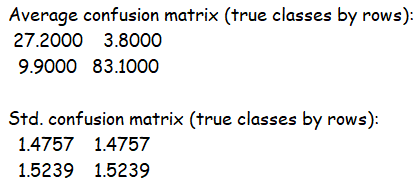 Average confusion matrix (true classes by rows):
27.2000 3.8000
9.9000 83.1000
Std. confusion matrix (true classes by rows):
1.4757 1.4757
1.5239 1.5239